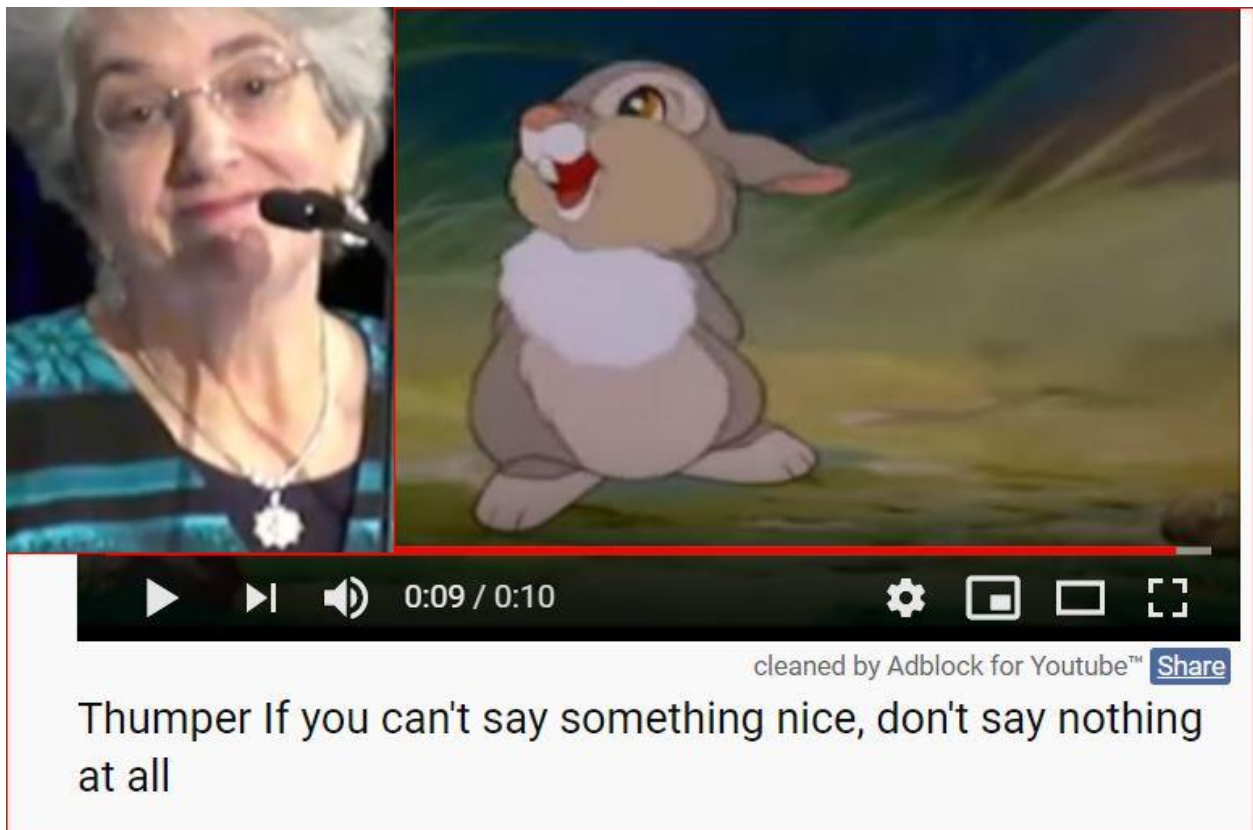 0:09 / 0:10
cleaned by Adblock for Youtube™ Share
Thumper If you can't say something nice, don't say nothing
at all